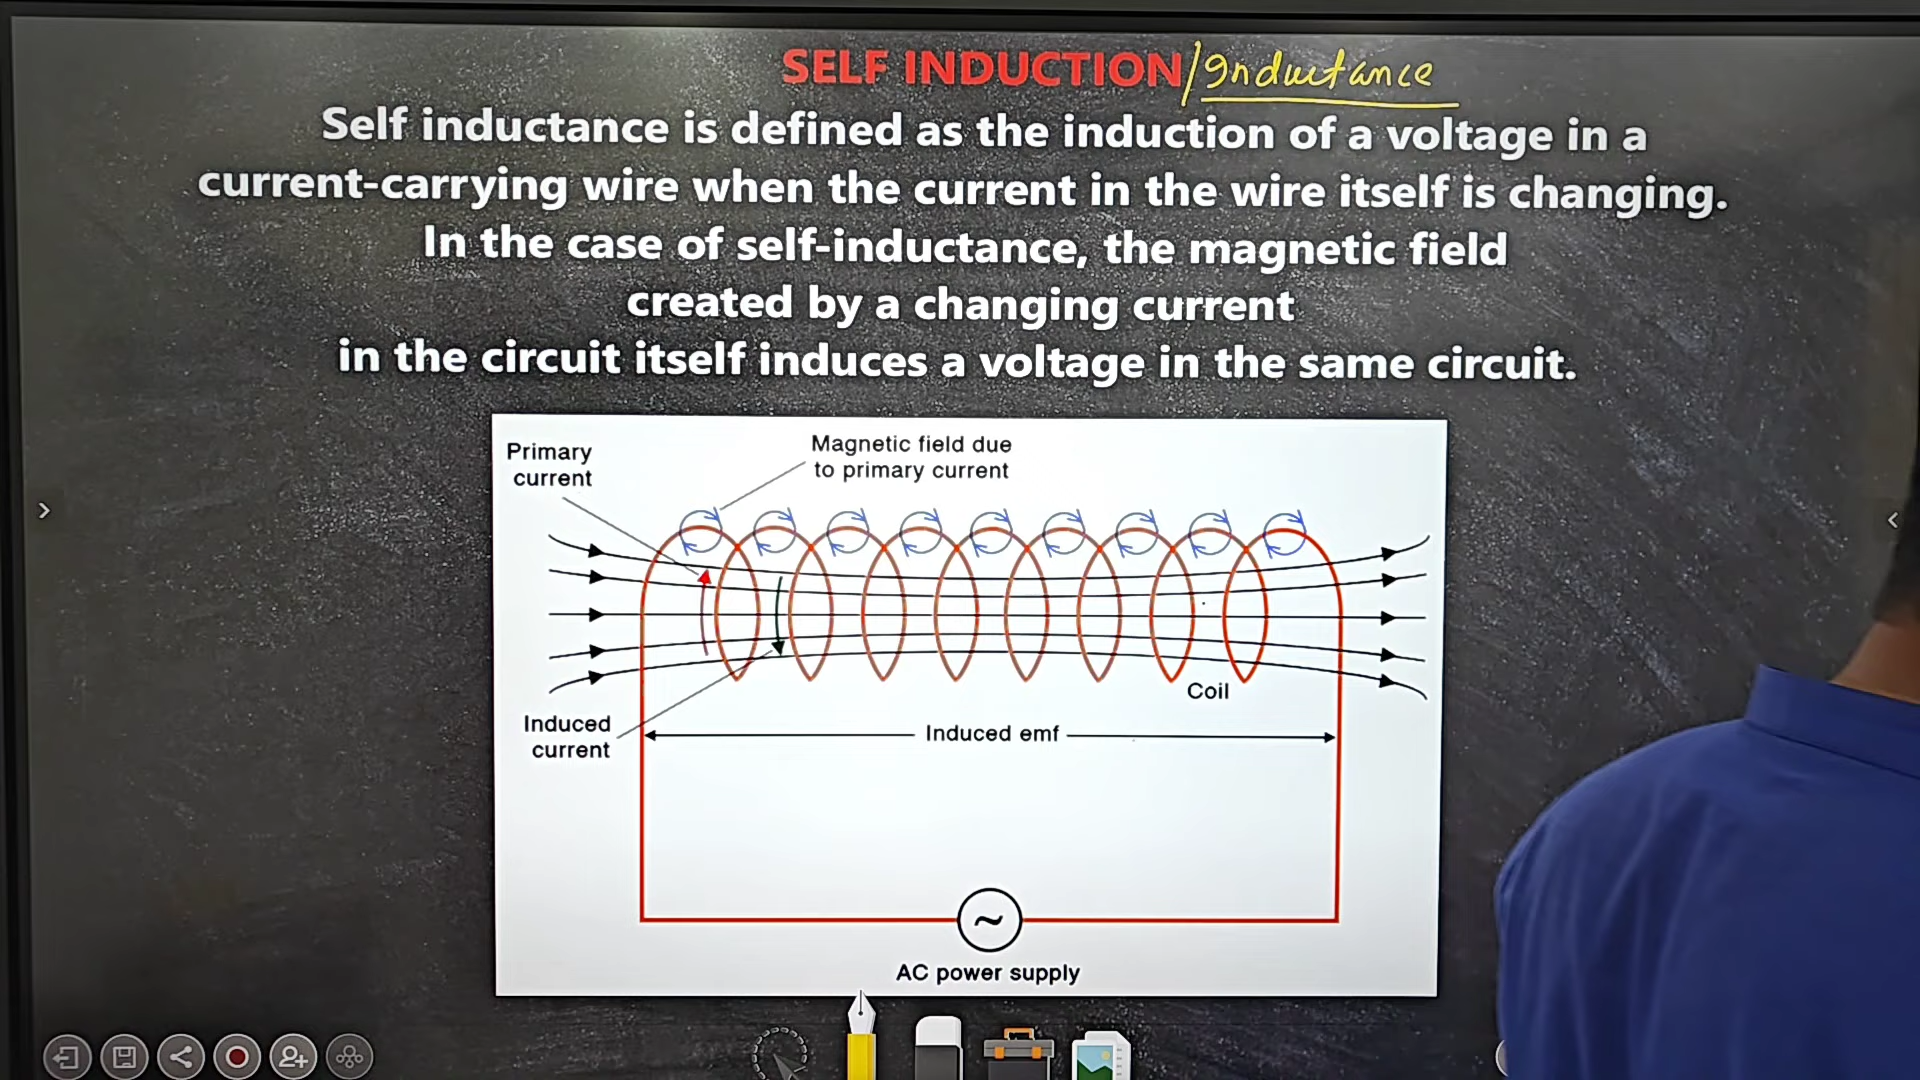 SELF INDUCTION/Inductance
Self inductance is defined as the induction of a voltage in a
current-carrying wire when the current in the wire itself is changing.
In the case of self-inductance, the magnetic field
created by a changing current
in the circuit itself induces a voltage in the same circuit.
Primary
current
Magnetic field due
to primary current
Coil
Induced
current
Induced emf
~
AC power supply